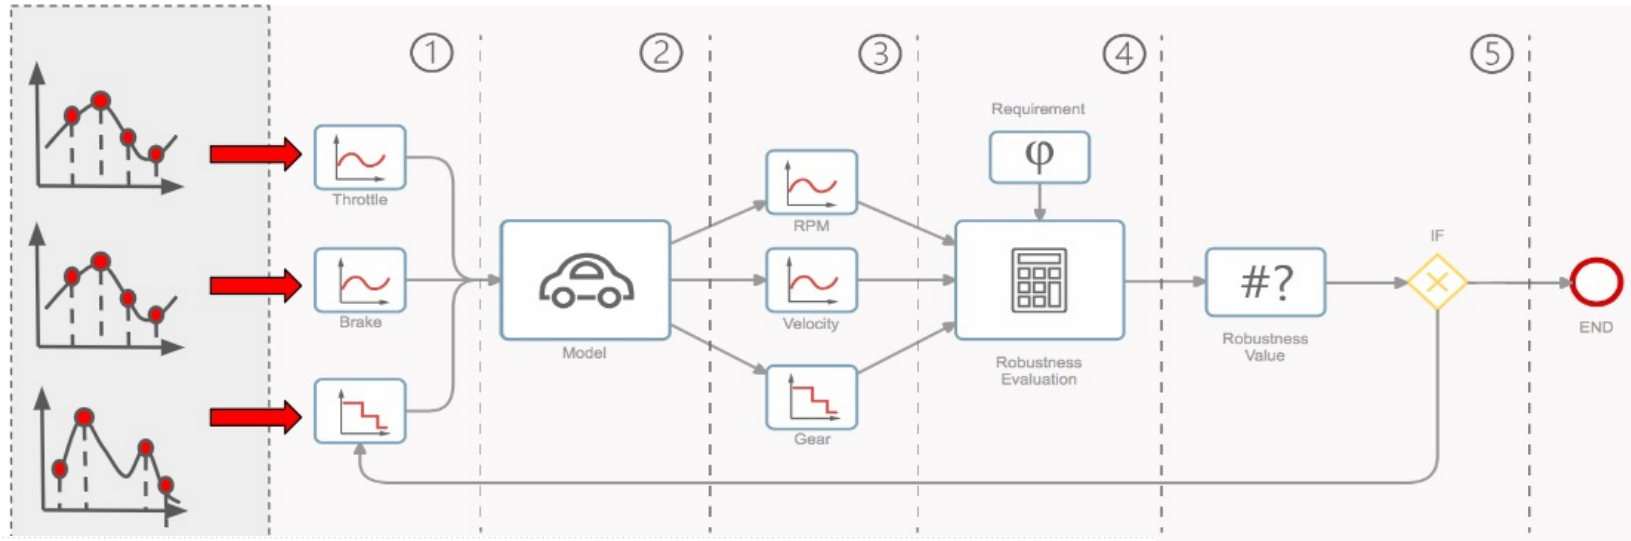 1
2
3
4
5
Requirement
φ
Throttle
RPM
IF
Brake
Velocity
#?
Model
Robustness
Evaluation
Robustness
Value
END
Gear